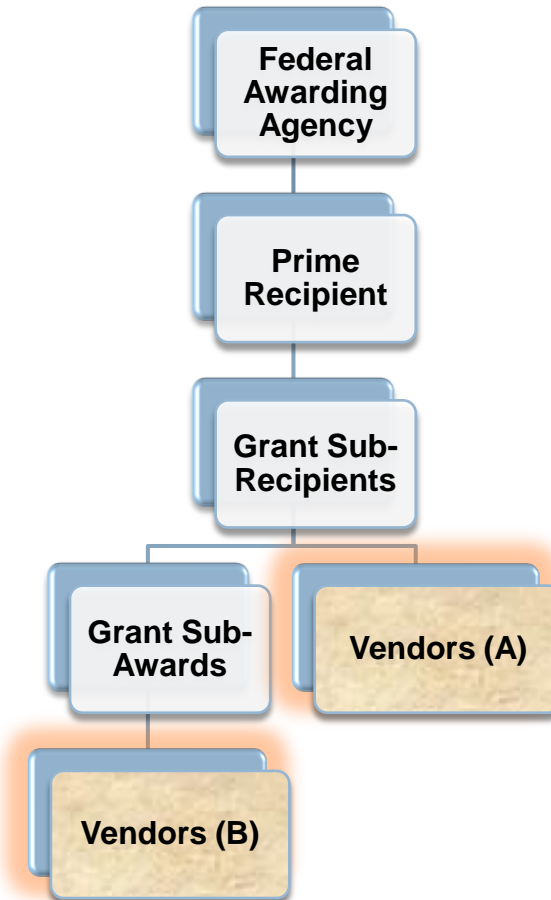 Federal
Awarding
Agency
Prime
Recipient
Grant Sub-
Recipients
Grant Sub-
Awards
Vendors (A)
Vendors (B)